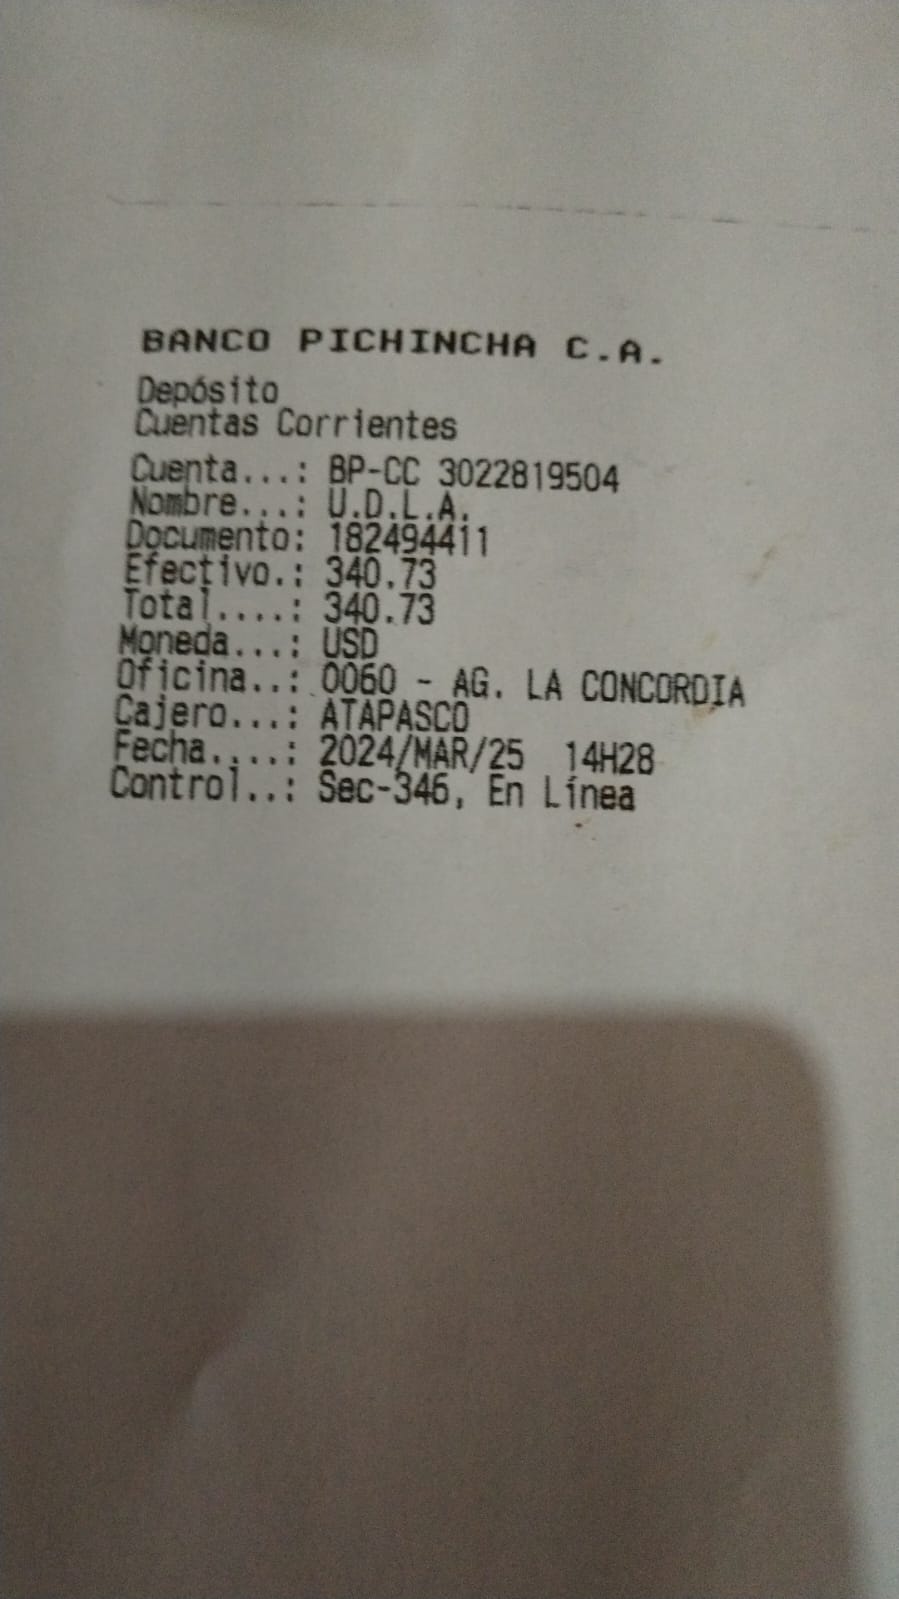 BANCO PICHINCHA C.A.
Depósito
Cuentas Corrientes
Cuenta...: BP-CC 3022819504
Nombre...: U.D.L.A.
Documento: 182494411
Efectivo.: 340.73
Total....: 340.73
Moneda...: USD
Oficina..: 0060 - AG. LA CONCORDIA
Cajero...: ATAPASCO
Fecha....: 2024/MAR/25  14H28
Control..: Sec-346, En Línea